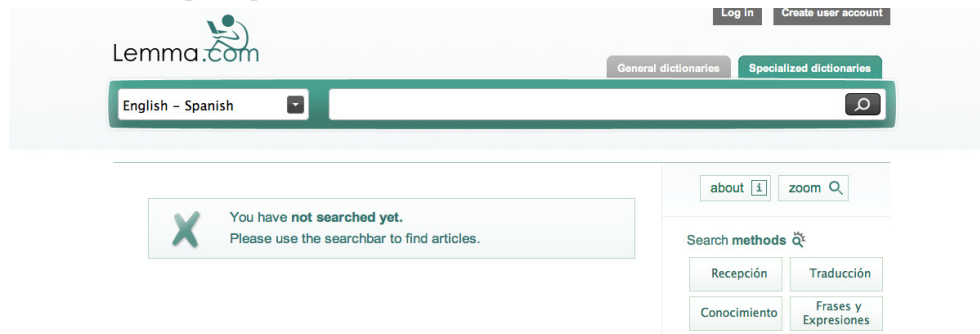 Log in Create user account
Lemma.com
General dictionaries Specialized dictionaries
English – Spanish
about i zoom
You have not searched yet.
Please use the searchbar to find articles.
Search methods
Recepción Traducción
Conocimiento Frases y
Expresiones